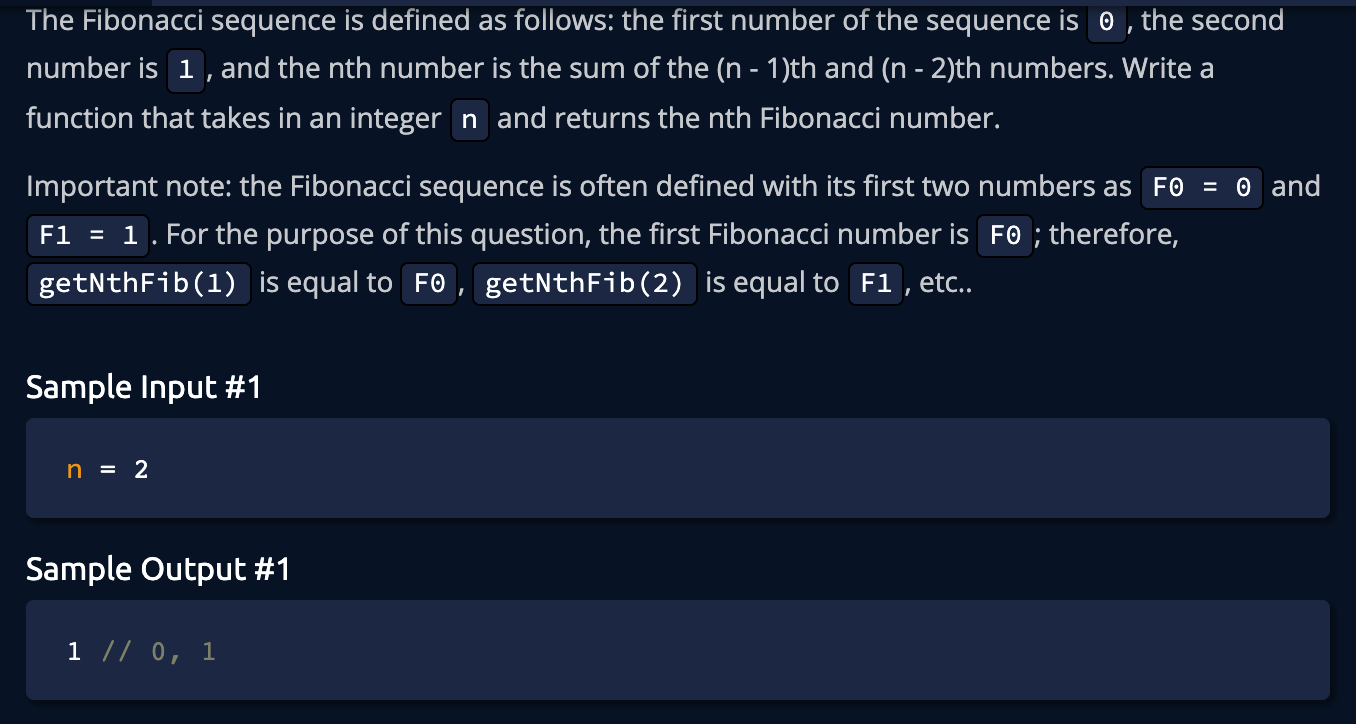 The Fibonacci sequence is defined as follows: the first number of the sequence is 0, the second
number is 1, and the nth number is the sum of the (n - 1)th and (n - 2)th numbers. Write a
function that takes in an integer n and returns the nth Fibonacci number.
Important note: the Fibonacci sequence is often defined with its first two numbers as F0 = 0 and
F1 = 1. For the purpose of this question, the first Fibonacci number is F0; therefore,
getNthFib(1) is equal to F0, getNthFib(2) is equal to F1, etc..
Sample Input #1
n = 2
Sample Output #1
1 // 0, 1